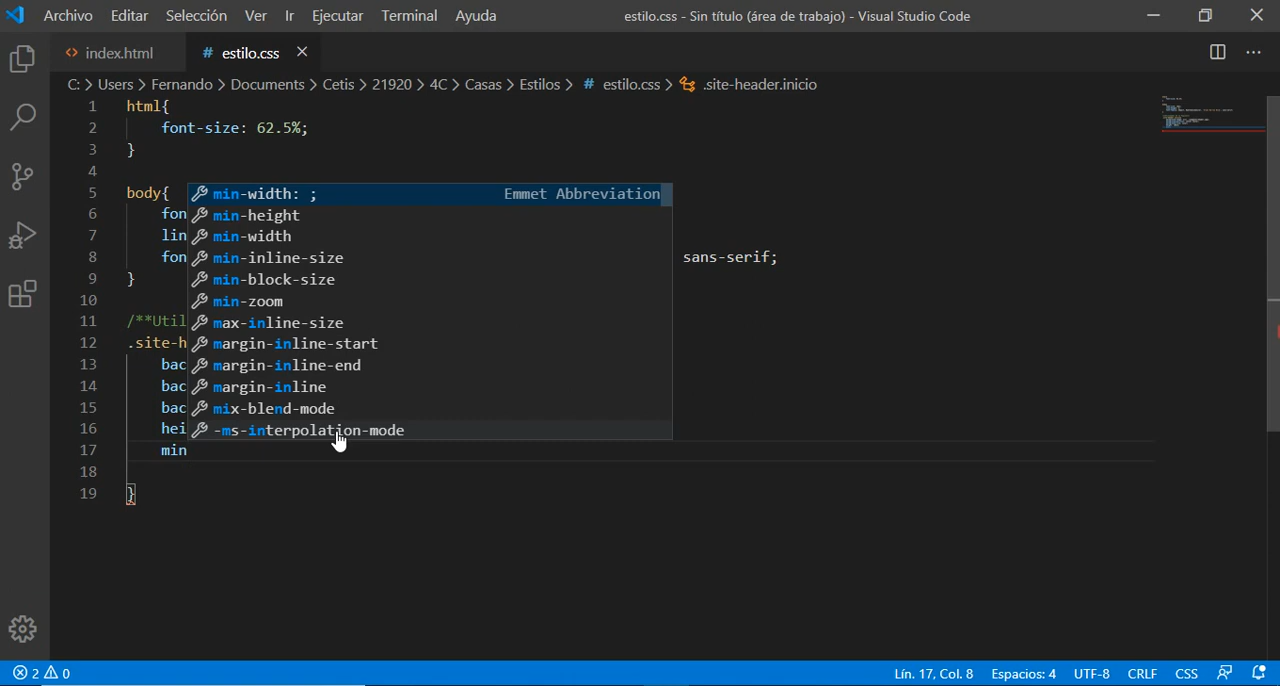 Archivo Editar Selección Ver Ir Ejecutar Terminal Ayuda estilo.css - Sin título (área de trabajo) - Visual Studio Code
<> index.html # estilo.css ×
C: > Users > Fernando > Documents > Cetis > 21920 > 4C > Casas > Estilos > # estilo.css > .site-header.inicio
1 html{
2 font-size: 62.5%;
3 }
4
5 body{
6 fon
7 lin
8 fon sans-serif;
9 }
10
11 /**Util
12 .site-h
13 bac
14 bac
15 bac
16 hei
17 min
18
19 }
min-width: ; Emmet Abbreviation
min-height
min-width
min-inline-size
min-block-size
min-zoom
max-inline-size
margin-inline-start
margin-inline-end
margin-inline
mix-blend-mode
-ms-interpolation-mode
2 0 Lín. 17, Col. 8 Espacios: 4 UTF-8 CRLF CSS